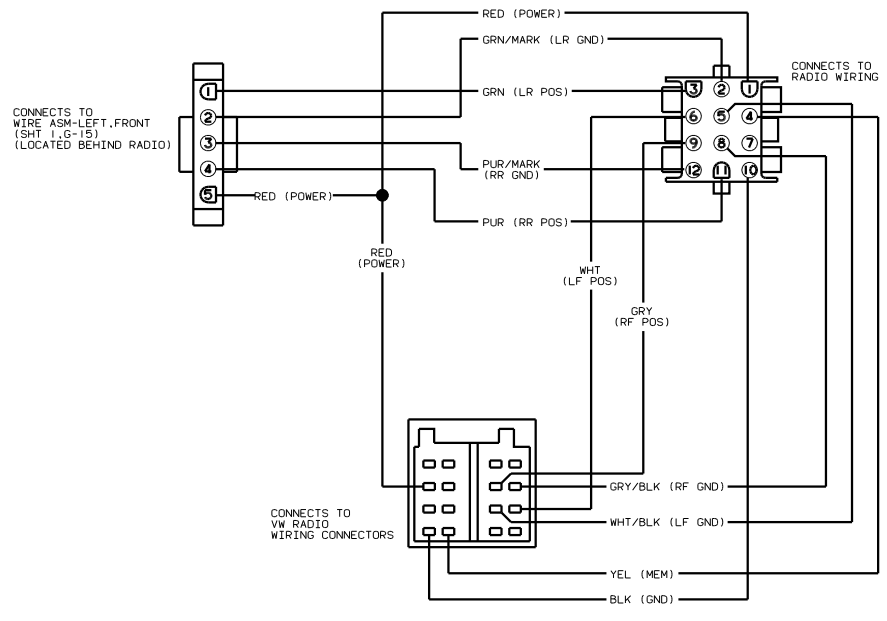 RED (POWER)
GRN/MARK (LR GND)
CONNECTS TO
RADIO WIRING
GRN (LR POS)
CONNECTS TO
WIRE ASM-LEFT,FRONT
(SHT 1,G-15)
(LOCATED BEHIND RADIO)
1
2
3
4
5
3 2 1
6 5 4
9 8 7
12 11 10
PUR/MARK
(RR GND)
RED (POWER)
PUR (RR POS)
RED
(POWER)
WHT
(LF POS)
GRY
(RF POS)
GRY/BLK (RF GND)
CONNECTS TO
VW RADIO
WIRING CONNECTORS
WHT/BLK (LF GND)
YEL (MEM)
BLK (GND)